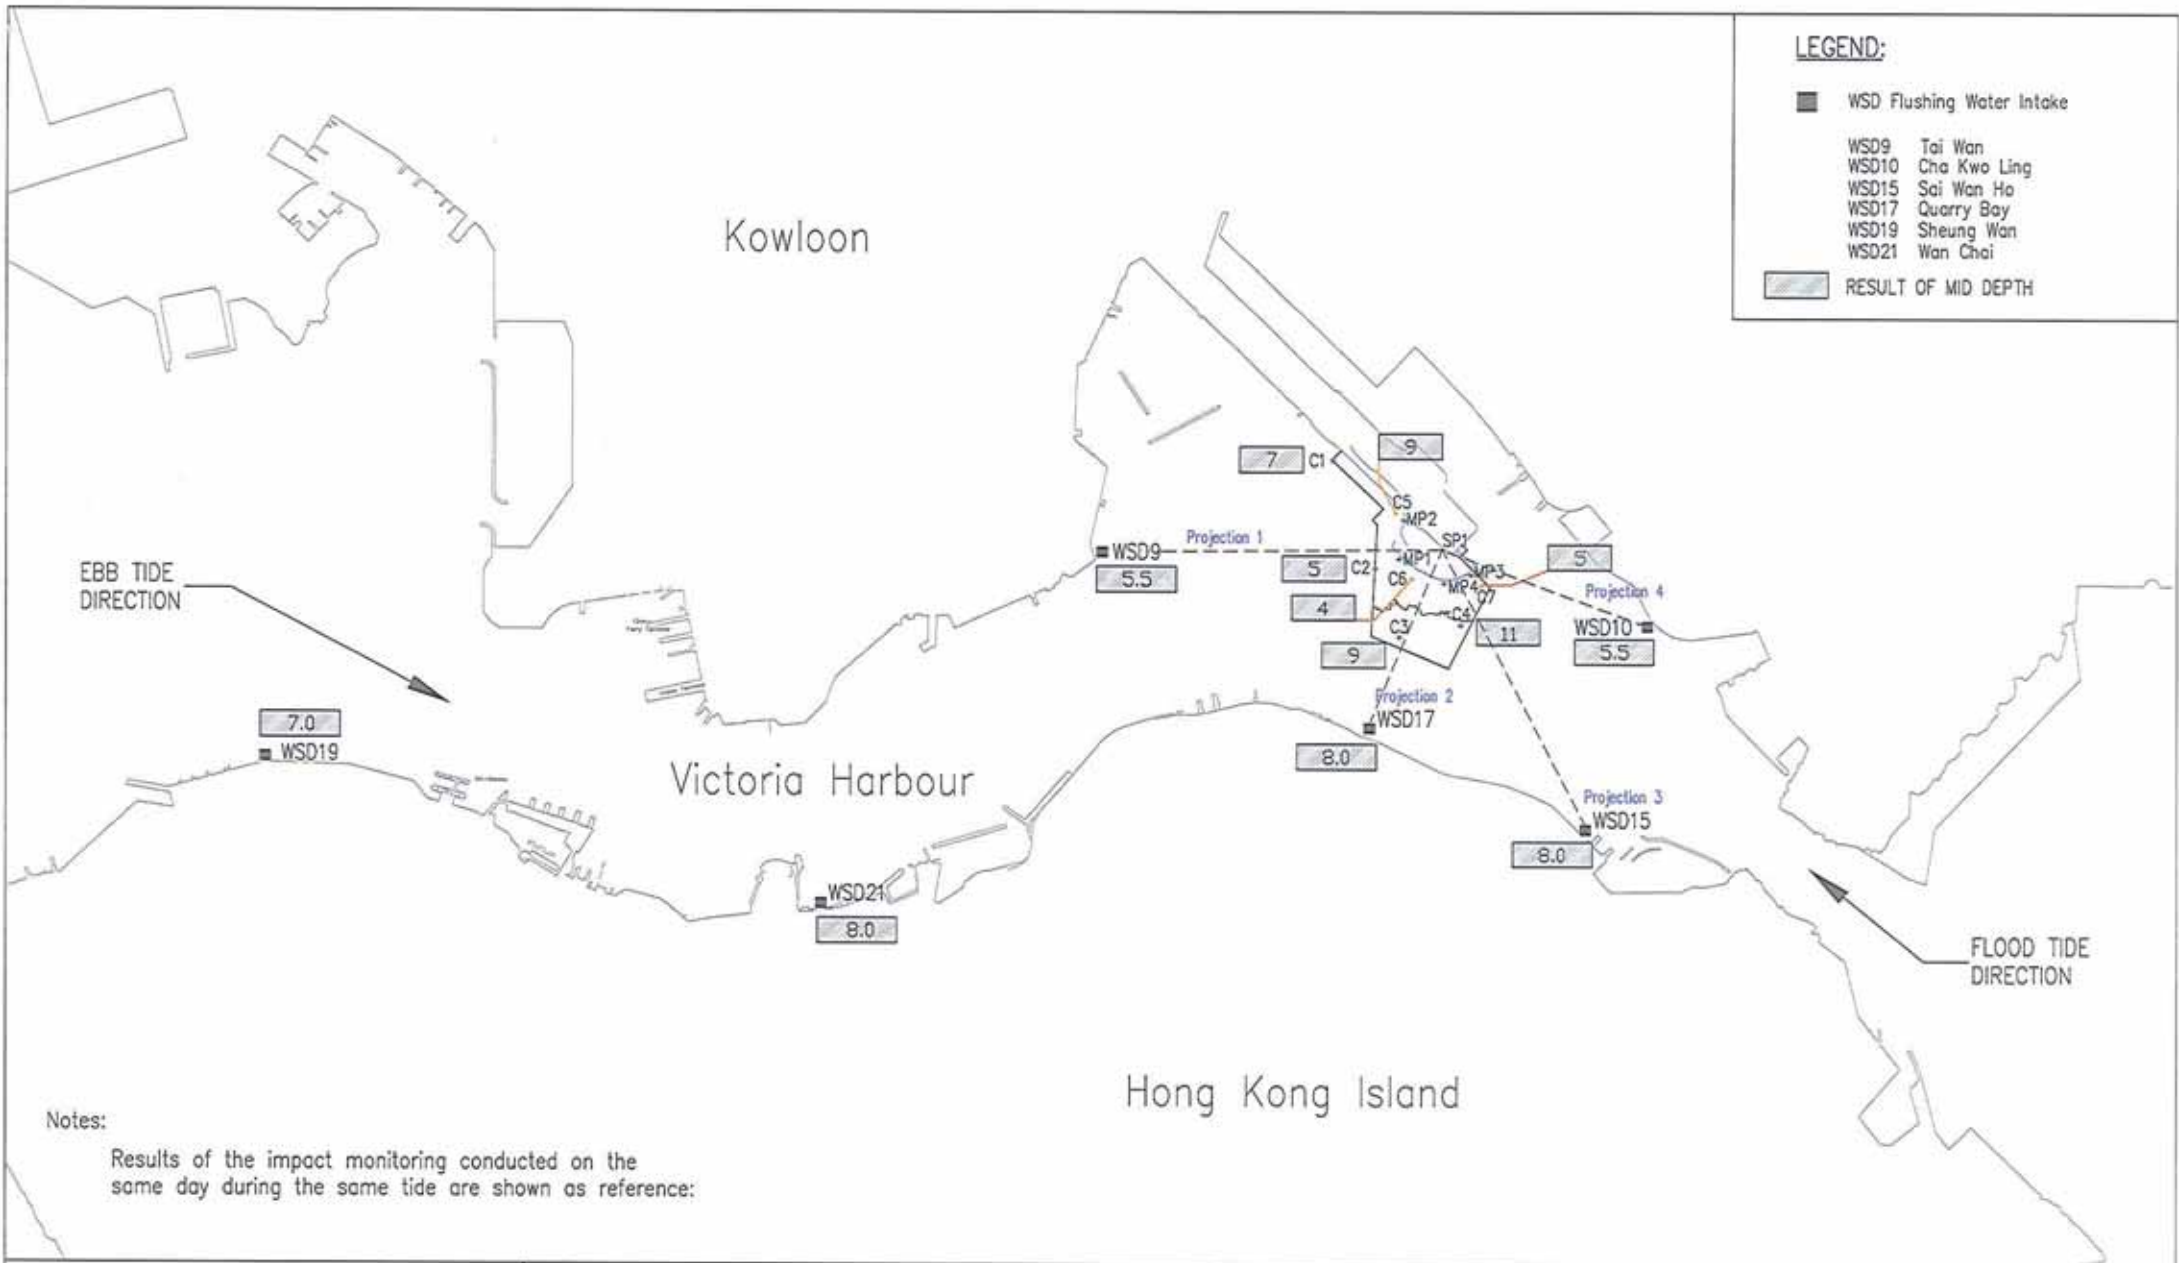 LEGEND:
WSD Flushing Water Intake
WSD9 Tai Wan
WSD10 Cha Kwo Ling
WSD15 Sai Wan Ho
WSD17 Quarry Bay
WSD19 Sheung Wan
WSD21 Wan Chai
RESULT OF MID DEPTH
Kowloon
9
7 C1
C5
MP2
Projection 1
SP1
WSD9
5.5
5 C2
MP1
MP3
5
C6
MP4
C7
Projection 4
4
C3
C4
11
WSD10
5.5
9
EBB TIDE
DIRECTION
Projection 2
WSD17
8.0
7.0
WSD19
Victoria Harbour
Projection 3
WSD15
8.0
WSD21
8.0
FLOOD TIDE
DIRECTION
Hong Kong Island
Notes:
Results of the impact monitoring conducted on the
same day during the same tide are shown as reference: